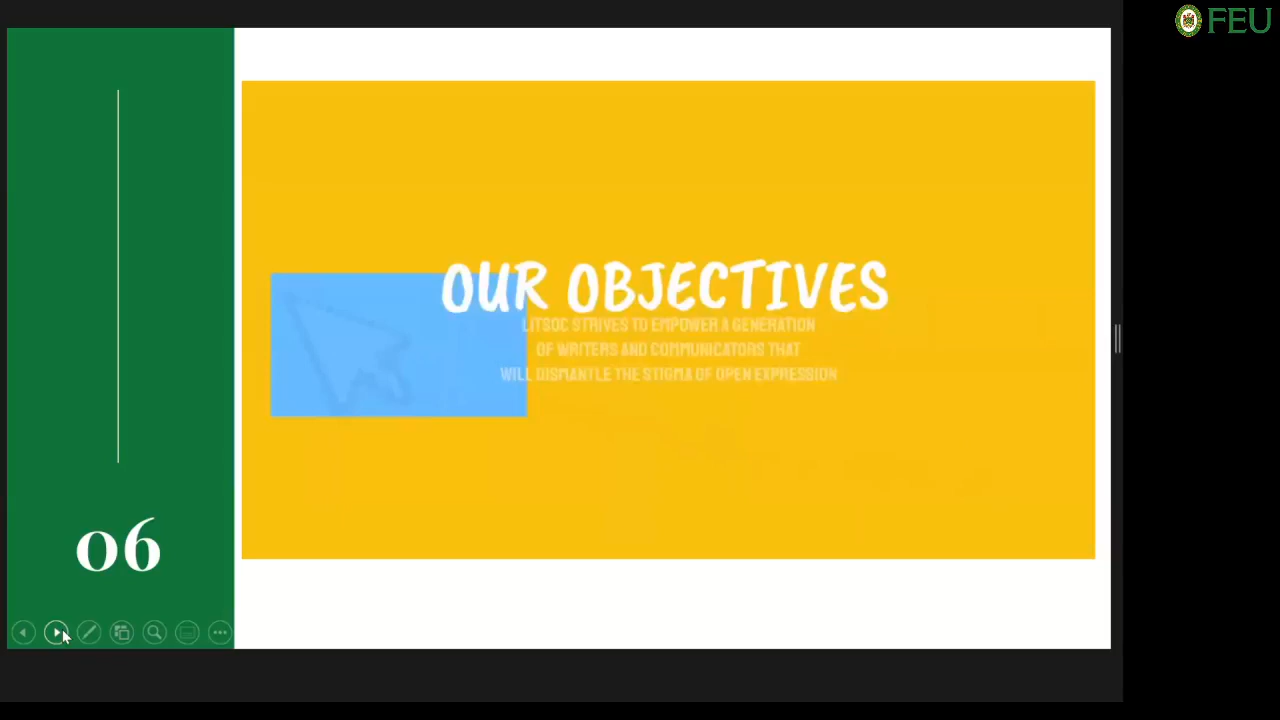 FEU
OUR OBJECTIVES
LITSOC STRIVES TO EMPOWER A GENERATION
OF WRITERS AND COMMUNICATORS THAT
WILL DISMANTLE THE STIGMA OF OPEN EXPRESSION
06